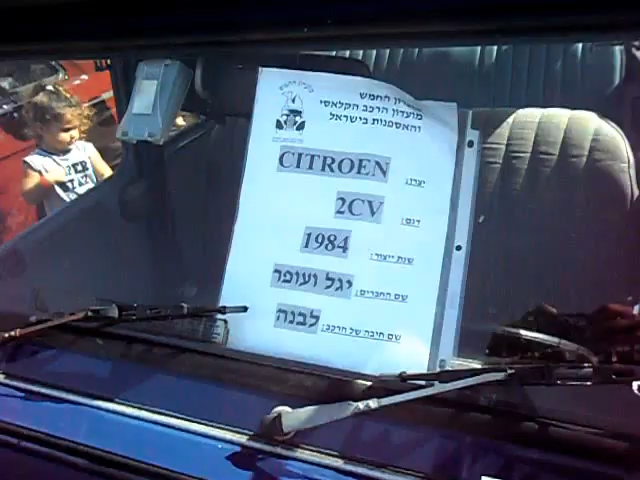 החמש
מועדון הרכב הקלאסי
והאספנות בישראל
יצרן: CITROEN
דגם: 2CV
שנת ייצור: 1984
שם החברים: יגל ועופר
שם חיבה של הרכב: לבנה